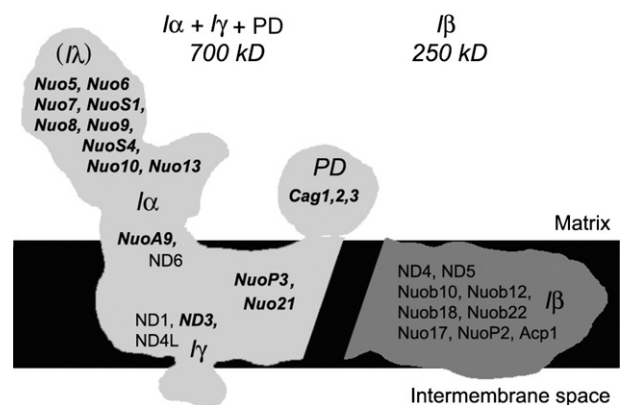 Iα + Iγ + PD
700 kD
Iβ
250 kD
(Iλ)
Nuo5, Nuo6
Nuo7, NuoS1,
Nuo8, Nuo9,
NuoS4,
Nuo10, Nuo13
Iα
PD
Cag1,2,3
Matrix
NuoA9,
ND6
NuoP3,
Nuo21
ND1, ND3,
ND4L
Iγ
ND4, ND5
Nuob10, Nuob12,
Nuob18, Nuob22
Nuo17, NuoP2, Acp1
Iβ
Intermembrane space